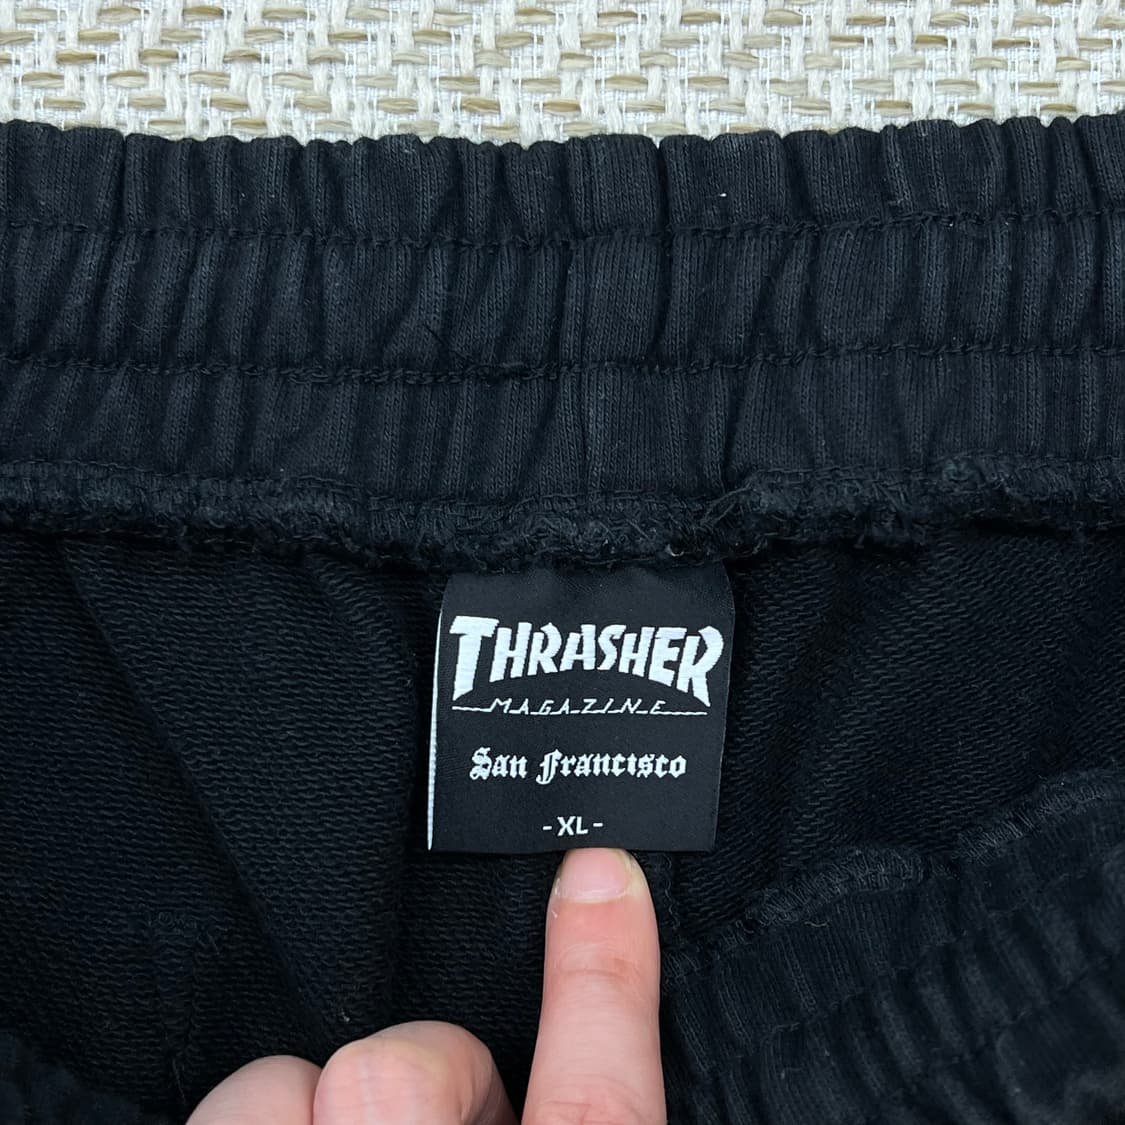 THRASHER
MAGAZINE
San Francisco
- XL -